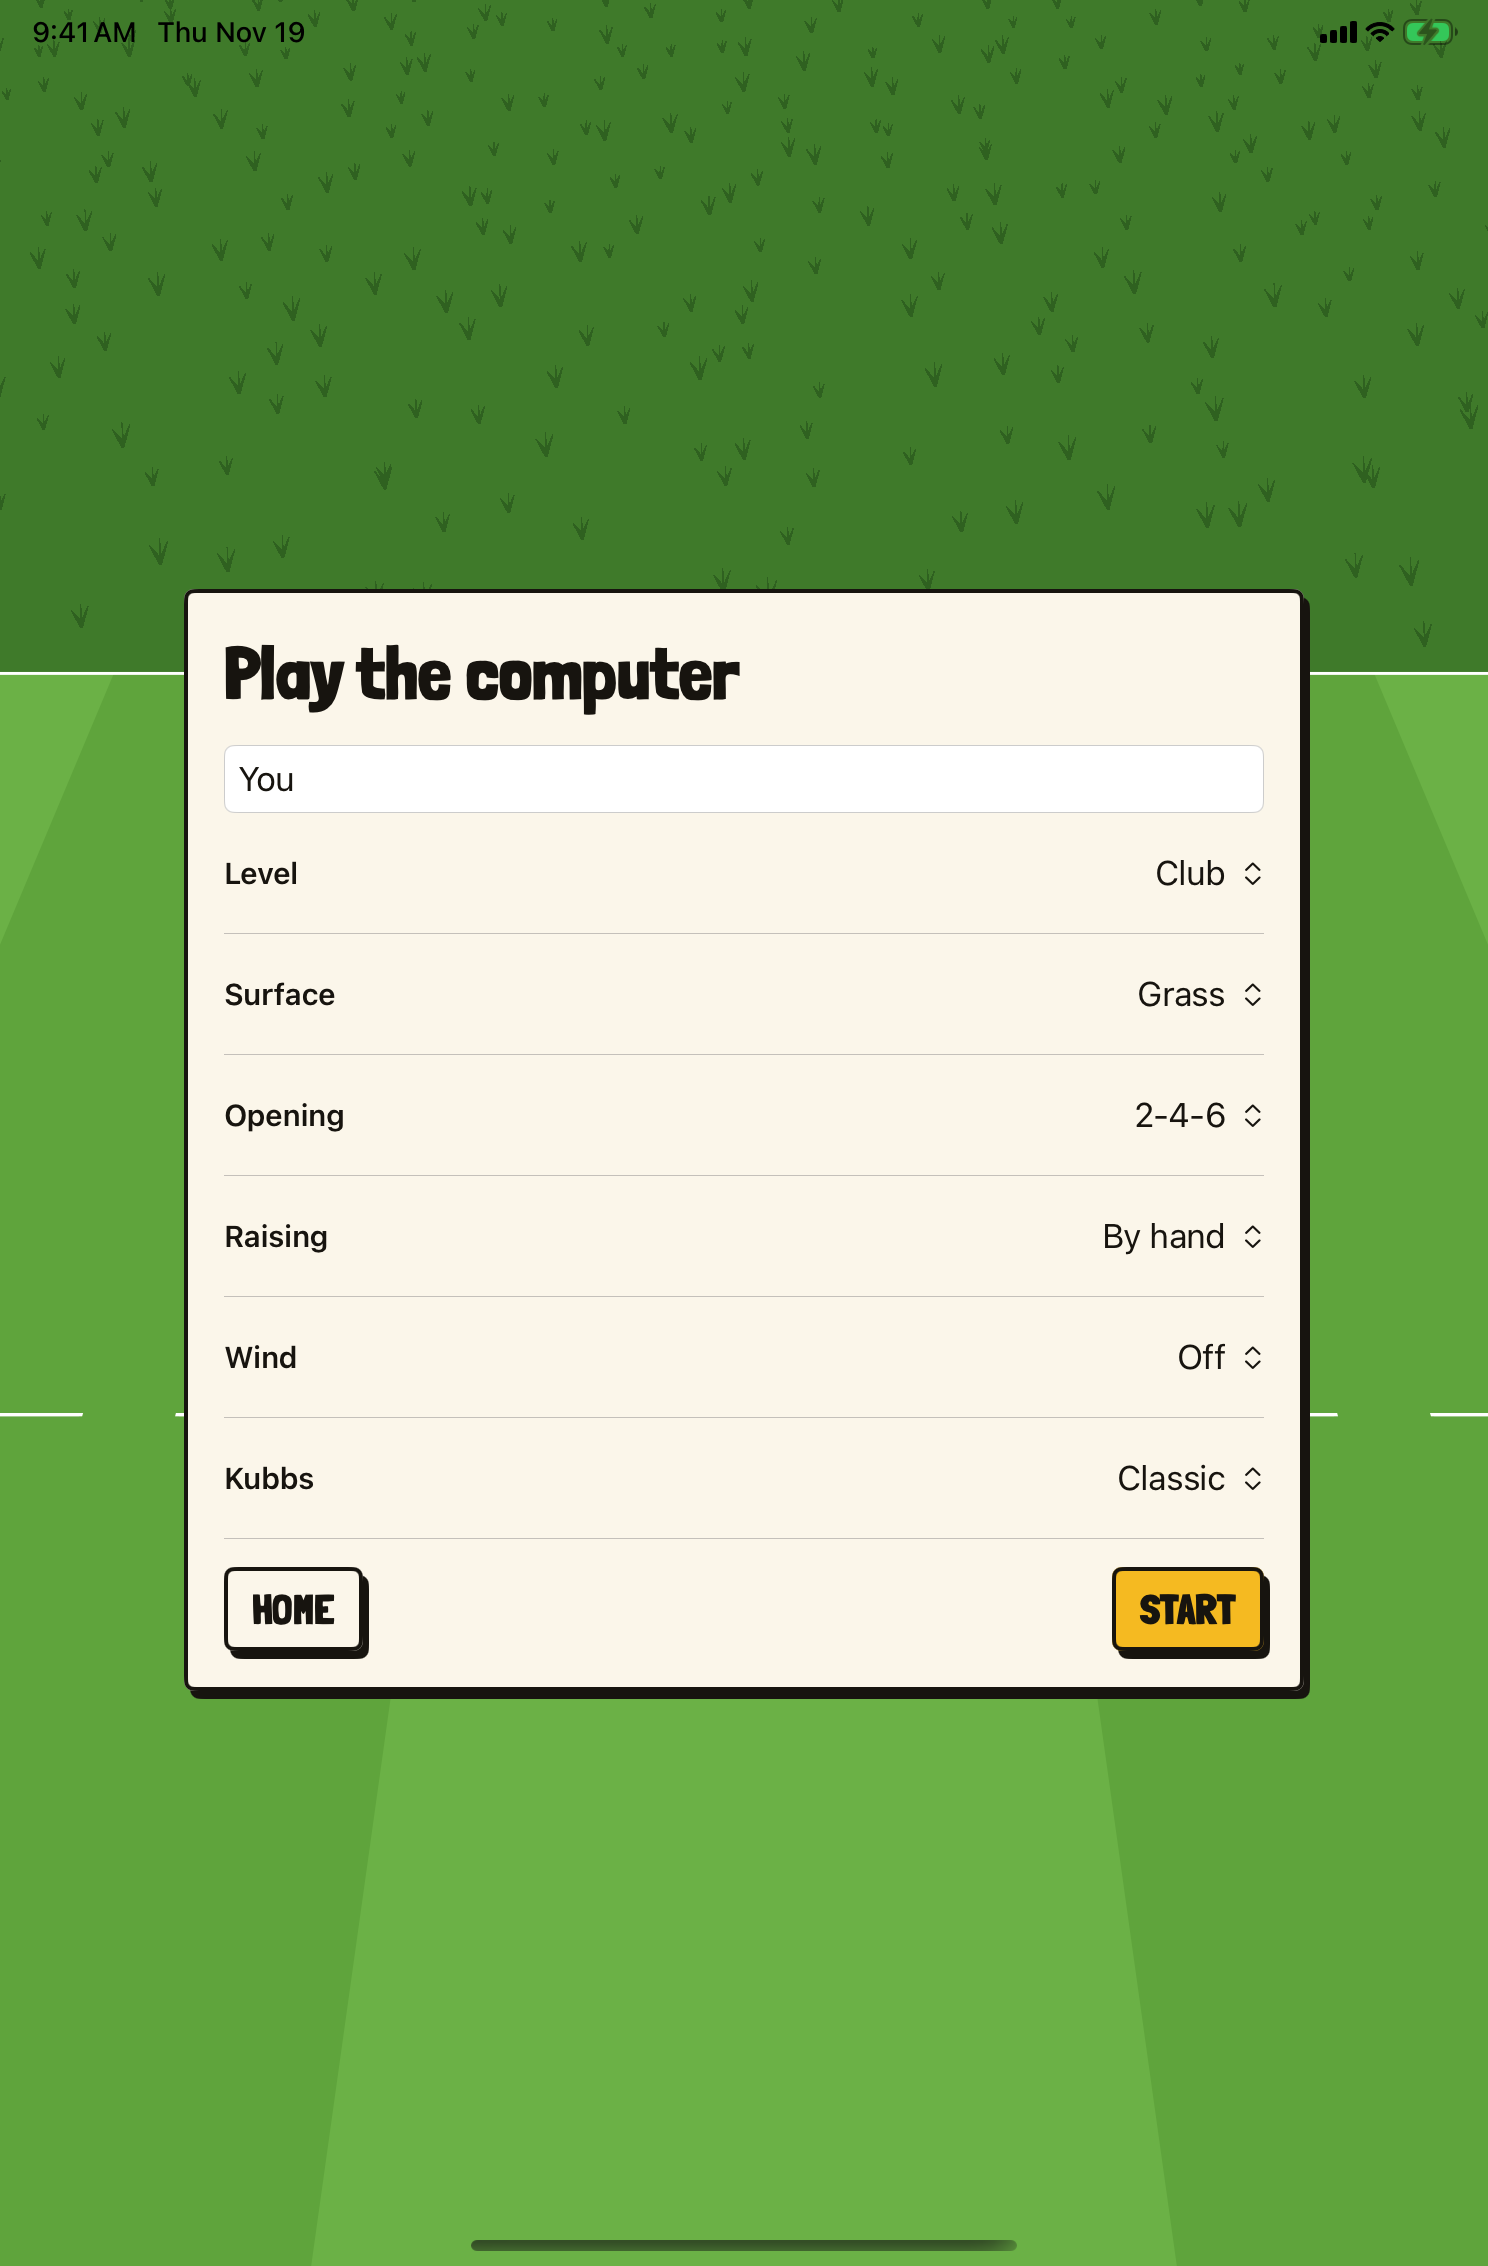 9:41 AM Thu Nov 19
Play the computer
You
Level Club
Surface Grass
Opening 2-4-6
Raising By hand
Wind Off
Kubbs Classic
HOME START